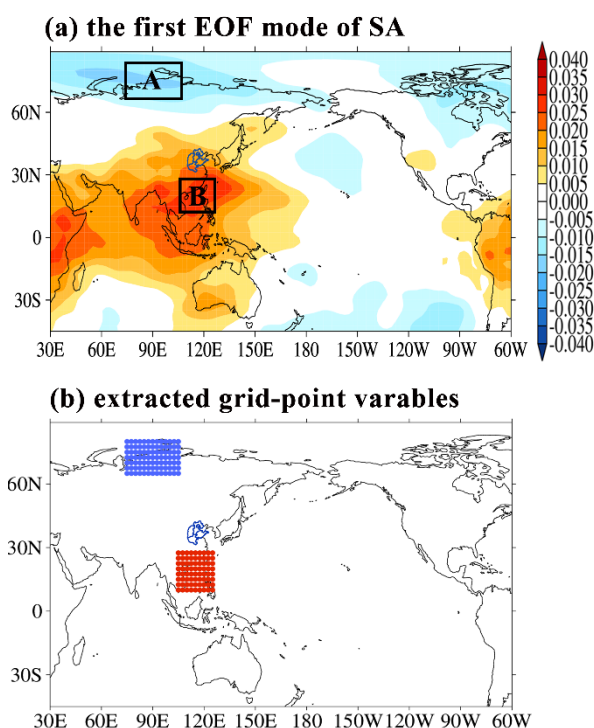 (a) the first EOF mode of SA
A
B
60N
30N
0
30S
30E 60E 90E 120E 150E 180 150W 120W 90W 60W
0.040
0.035
0.030
0.025
0.020
0.015
0.010
0.005
-0.005
-0.010
-0.015
-0.020
-0.025
-0.030
-0.035
-0.040
(b) extracted grid-point varables
60N
30N
0
30S
30E 60E 90E 120E 150E 180 150W 120W 90W 60W